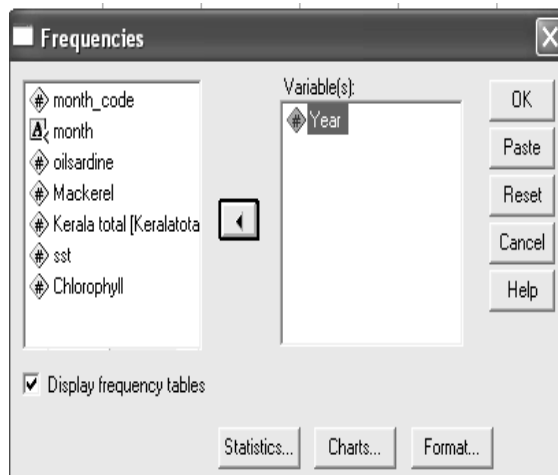 Frequencies
month_code
month
oilsardine
Mackerel
Kerala total [Keralatota
sst
Chlorophyll
Variable(s):
Year
OK
Paste
Reset
Cancel
Help
Display frequency tables
Statistics...
Charts...
Format...